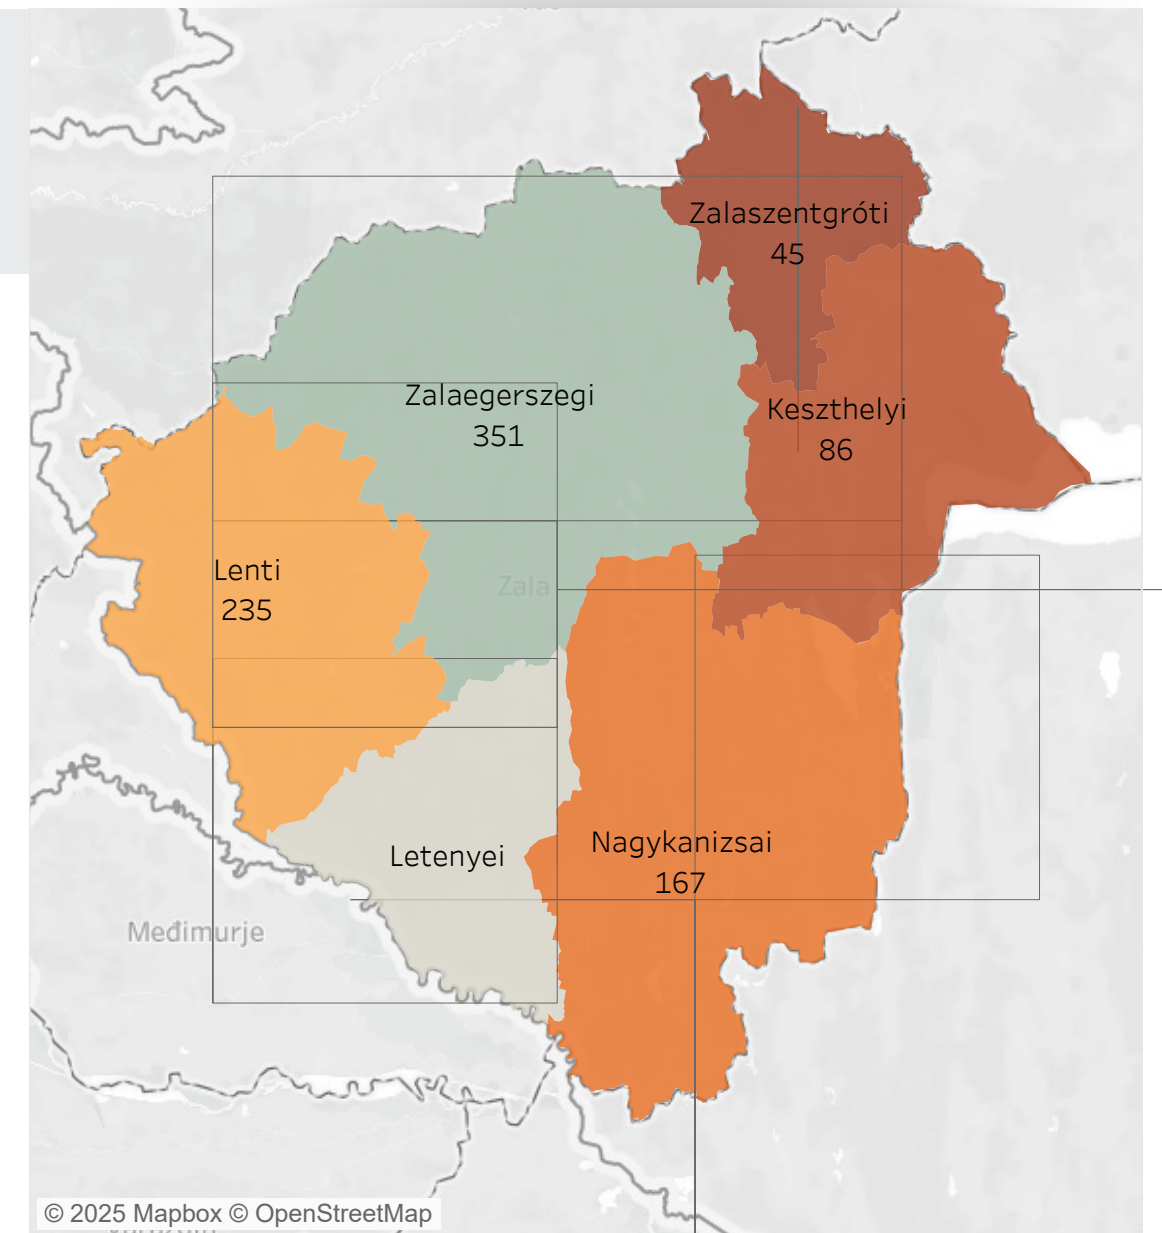 Zalaszentgróti
45
Zalaegerszegi
351
Keszthelyi
86
Lenti
235
Zala
Nagykanizsai
167
Letenyei
Međimurje
© 2025 Mapbox © OpenStreetMap